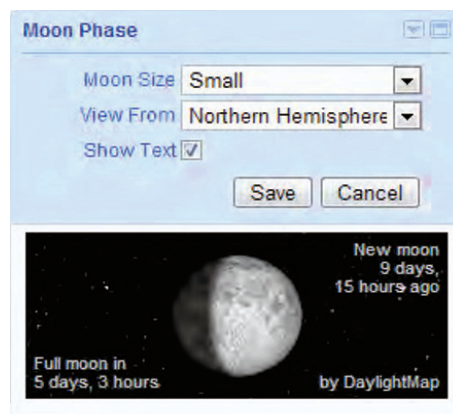 Moon Phase
Moon Size Small
View From Northern Hemisphere
Show Text
Save Cancel
New moon
9 days,
15 hours ago
Full moon in
5 days, 3 hours
by DaylightMap